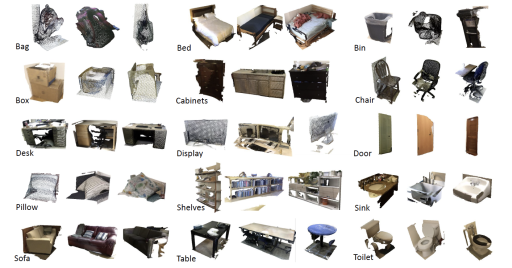 Bag
Bed
Bin
Box
Cabinets
Chair
Desk
Display
Door
Pillow
Shelves
Sink
Sofa
Table
Toilet